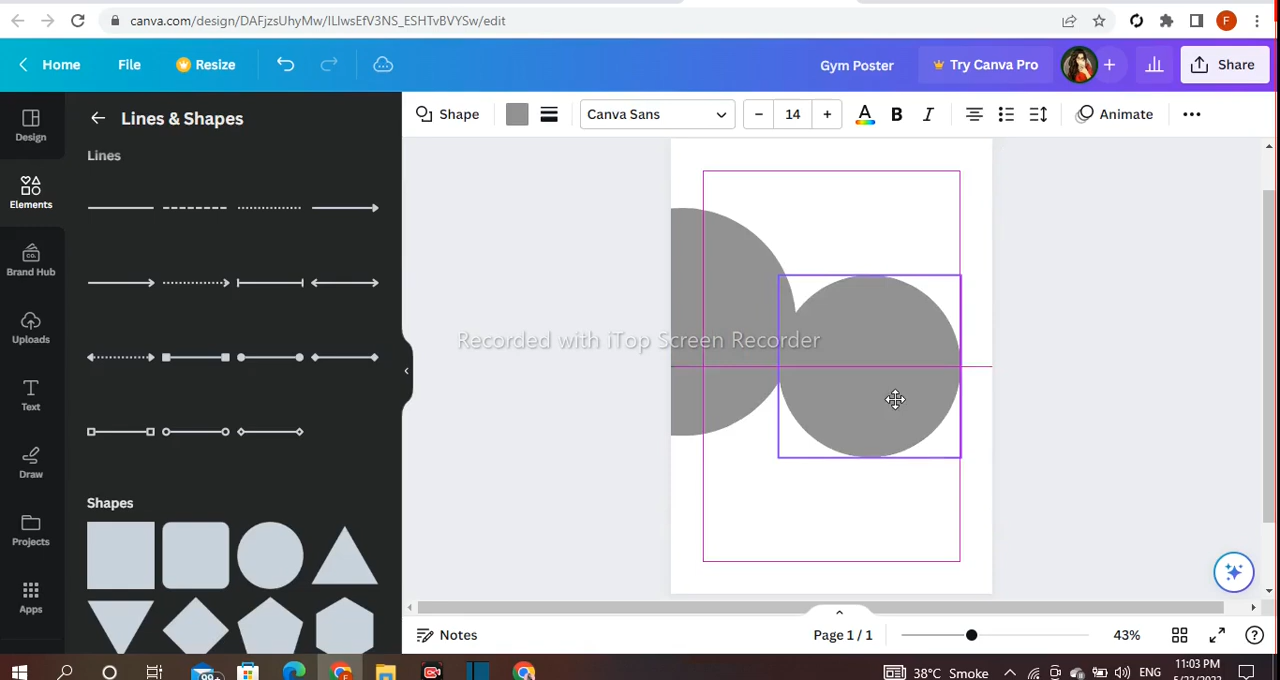 canva.com/design/DAFjzsUhyMw/lLlwsEfV3NS_ESHTvBVYSw/edit
F
Home
File
Resize
Gym Poster
Try Canva Pro
Share
Design
Elements
Brand Hub
Uploads
Text
Draw
Projects
Apps
Lines & Shapes
Lines
Shapes
Shape
Canva Sans
14
A
B
I
Animate
Recorded with iTop Screen Recorder
Notes
Page 1 / 1
43%
99+
38°C Smoke
ENG
11:03 PM